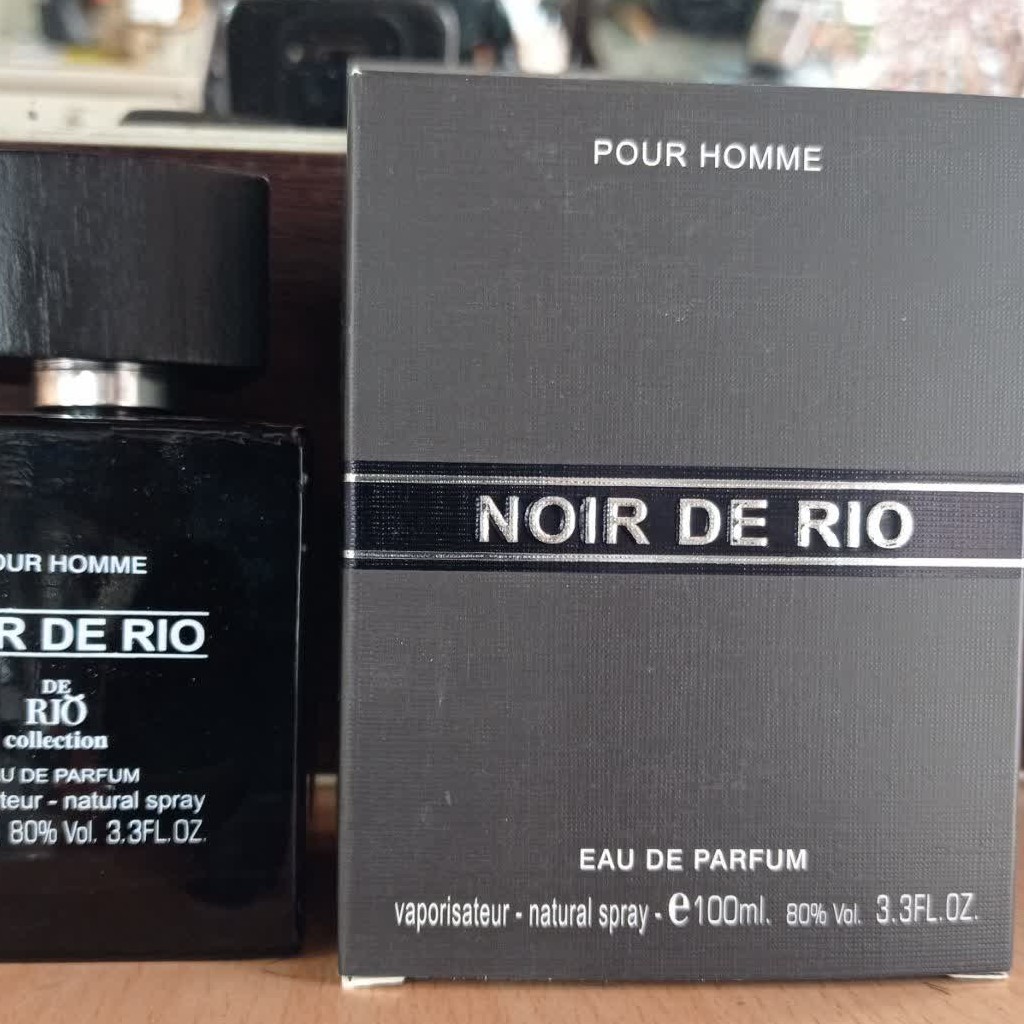 OUR HOMME
R DE RIO
DE
RIO
collection
U DE PARFUM
teur - natural spray
80% Vol. 3.3FL.OZ.
POUR HOMME
NOIR DE RIO
EAU DE PARFUM
vaporisateur - natural spray - e100ml. 80% Vol. 3.3FL.OZ.